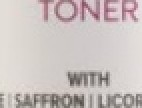 TONER
WITH
| SAFFRON |